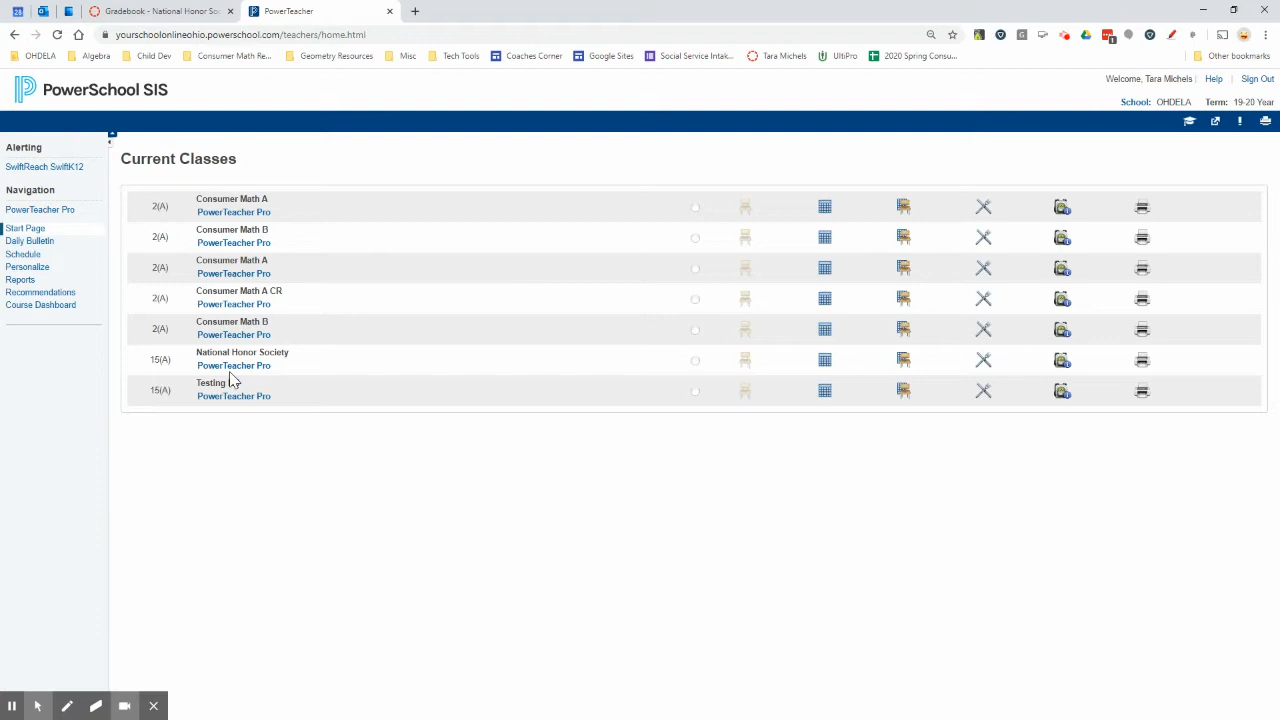 28
Gradebook - National Honor Soc
PowerTeacher
yourschoolonlineohio.powerschool.com/teachers/home.html
OHDELA
Algebra
Child Dev
Consumer Math Re...
Geometry Resources
Misc
Tech Tools
Coaches Corner
Google Sites
Social Service Intak...
Tara Michels
UltiPro
2020 Spring Consu...
Other bookmarks
PowerSchool SIS
Welcome, Tara Michels
Help
Sign Out
School: OHDELA Term: 19-20 Year
Alerting
SwiftReach SwiftK12
Navigation
PowerTeacher Pro
Start Page
Daily Bulletin
Schedule
Personalize
Reports
Recommendations
Course Dashboard
Current Classes
2(A)
Consumer Math A
PowerTeacher Pro
2(A)
Consumer Math B
PowerTeacher Pro
2(A)
Consumer Math A
PowerTeacher Pro
2(A)
Consumer Math A CR
PowerTeacher Pro
2(A)
Consumer Math B
PowerTeacher Pro
15(A)
National Honor Society
PowerTeacher Pro
15(A)
Testing
PowerTeacher Pro